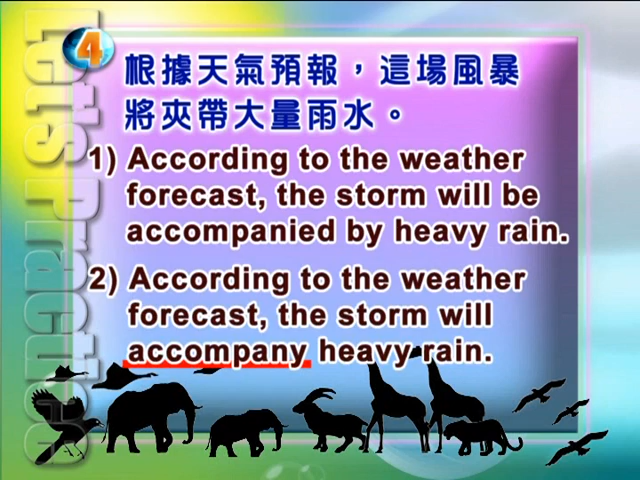 Let's Practice
4
根據天氣預報，這場風暴
將夾帶大量雨水。
1) According to the weather
forecast, the storm will be
accompanied by heavy rain.
2) According to the weather
forecast, the storm will
accompany heavy rain.